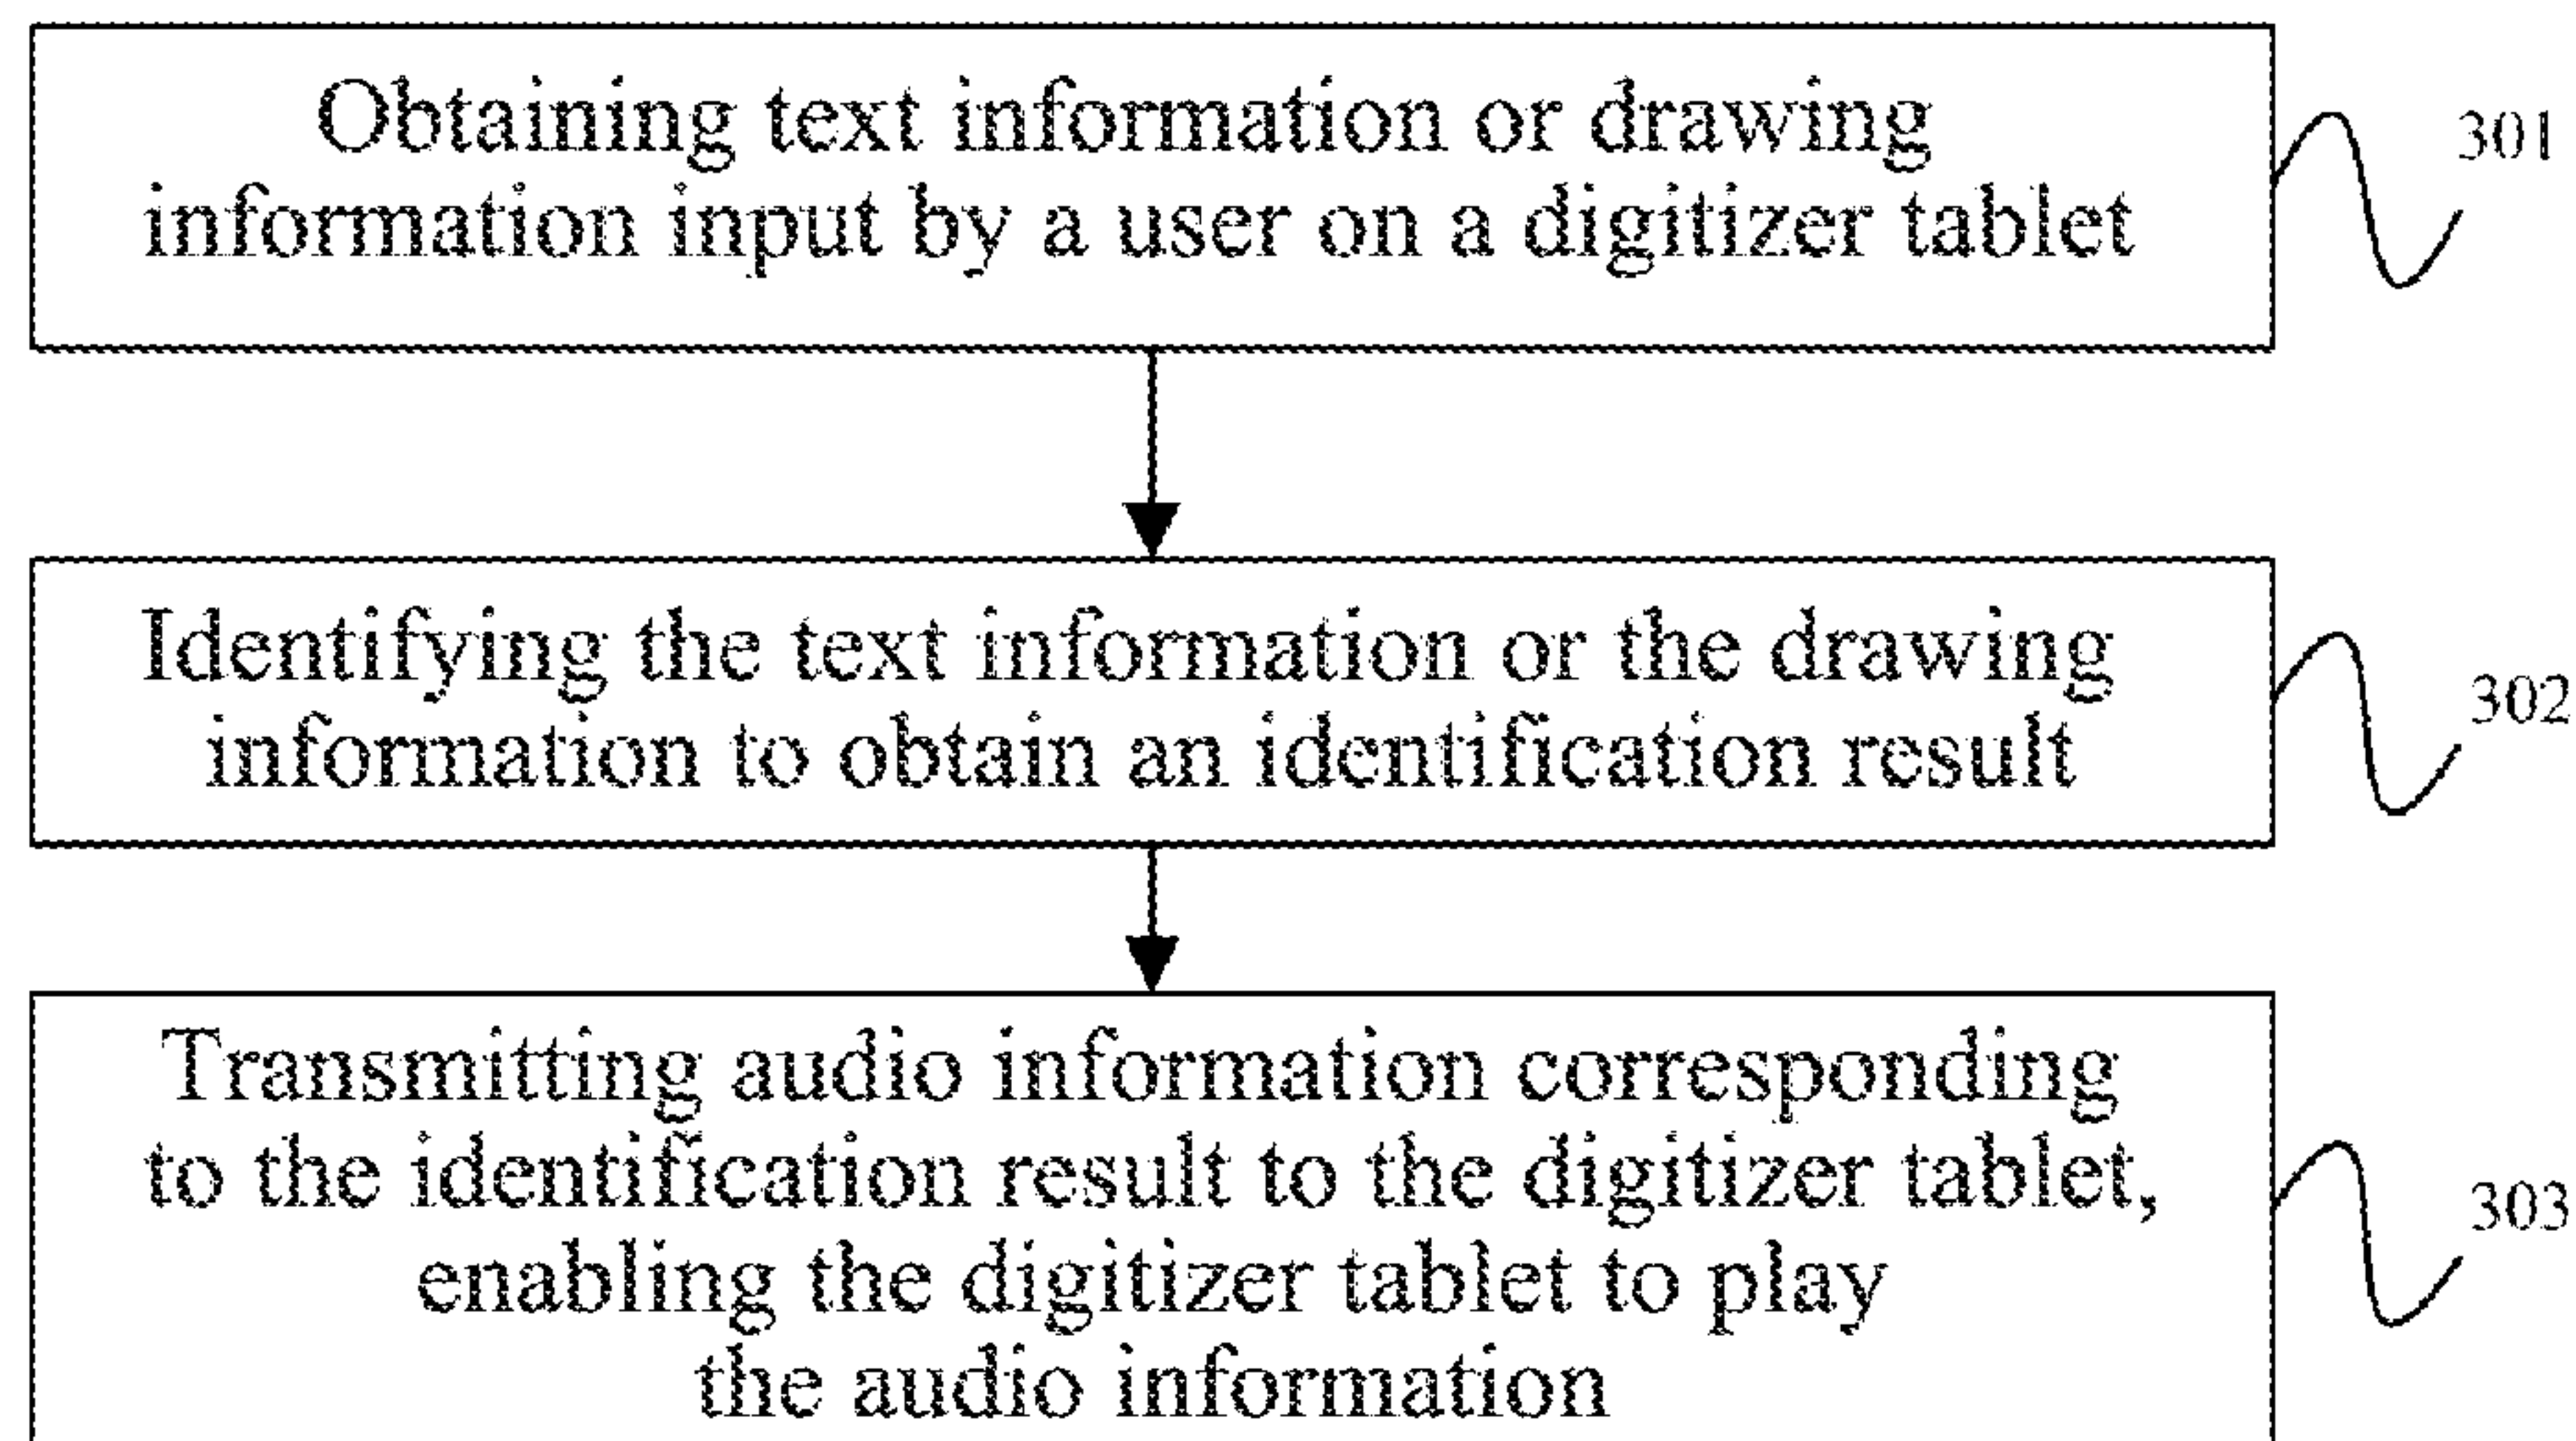 Obtaining text information or drawing
information input by a user on a digitizer tablet
301
Identifying the text information or the drawing
information to obtain an identification result
302
Transmitting audio information corresponding
to the identification result to the digitizer tablet,
enabling the digitizer tablet to play
the audio information
303